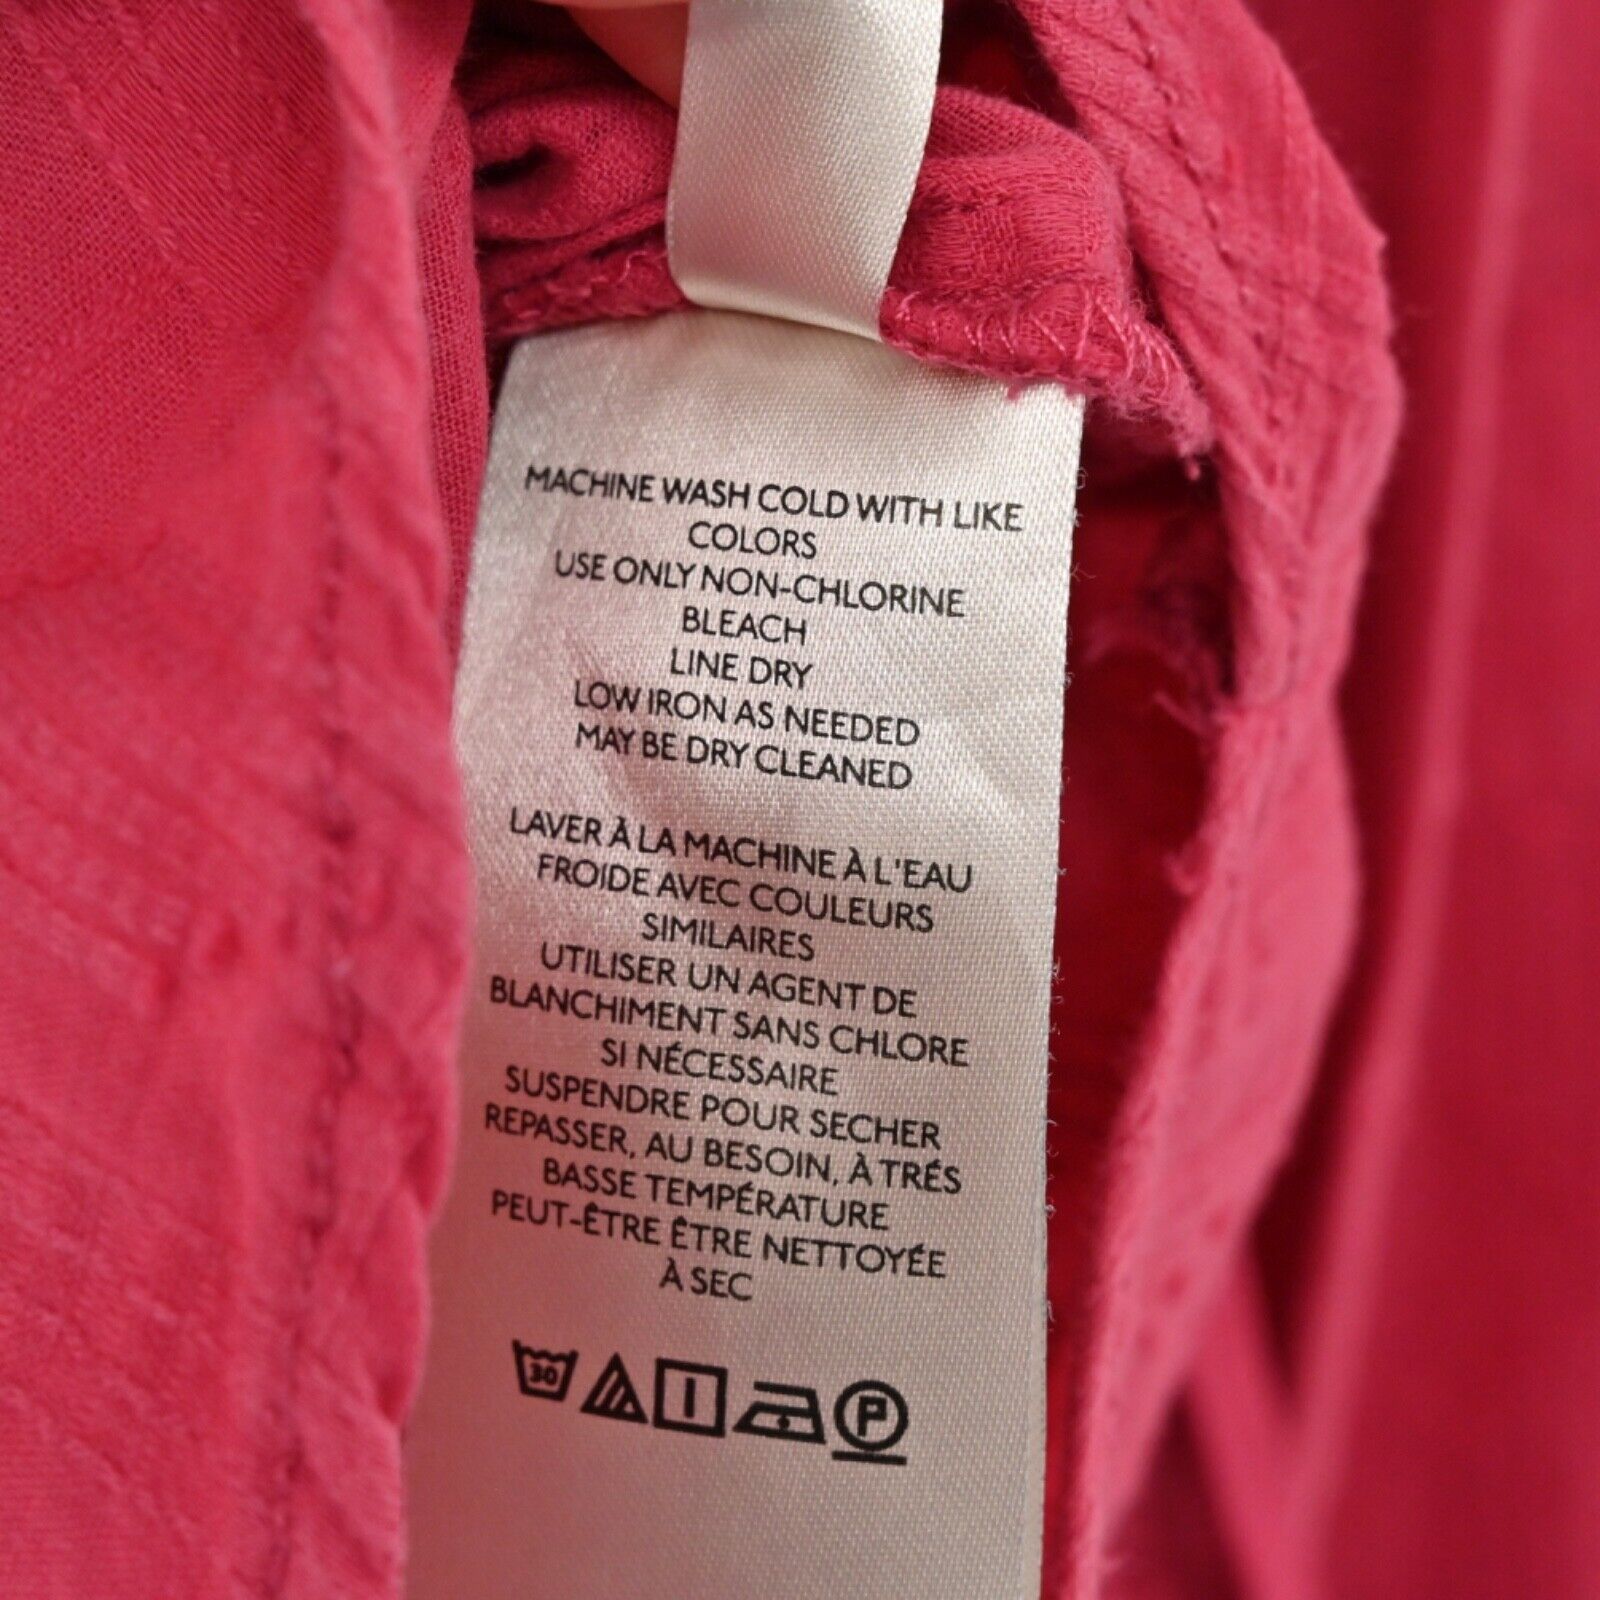 MACHINE WASH COLD WITH LIKE
COLORS
USE ONLY NON-CHLORINE
BLEACH
LINE DRY
LOW IRON AS NEEDED
MAY BE DRY CLEANED
LAVER À LA MACHINE À L'EAU
FROIDE AVEC COULEURS
SIMILAIRES
UTILISER UN AGENT DE
BLANCHIMENT SANS CHLORE
SI NÉCESSAIRE
SUSPENDRE POUR SECHER
REPASSER, AU BESOIN, À TRÉS
BASSE TEMPÉRATURE
PEUT-ÊTRE ÊTRE NETTOYÉE
À SEC
30 P